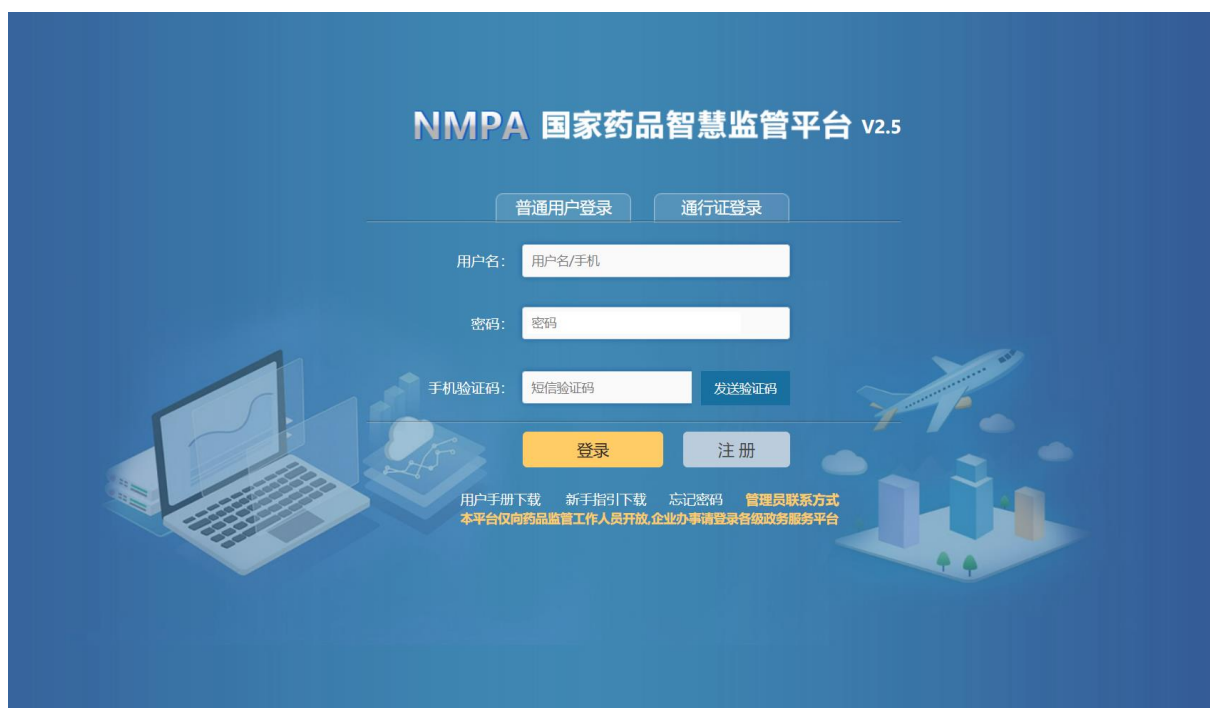 NMPA 国家药品智慧监管平台 V2.5
普通用户登录 通行证登录
用户名: 用户名/手机
密码: 密码
手机验证码: 短信验证码 发送验证码
登录 注 册
用户手册下载 新手指引下载 忘记密码 管理员联系方式
本平台仅向药品监管工作人员开放,企业办事请登录各级政务服务平台